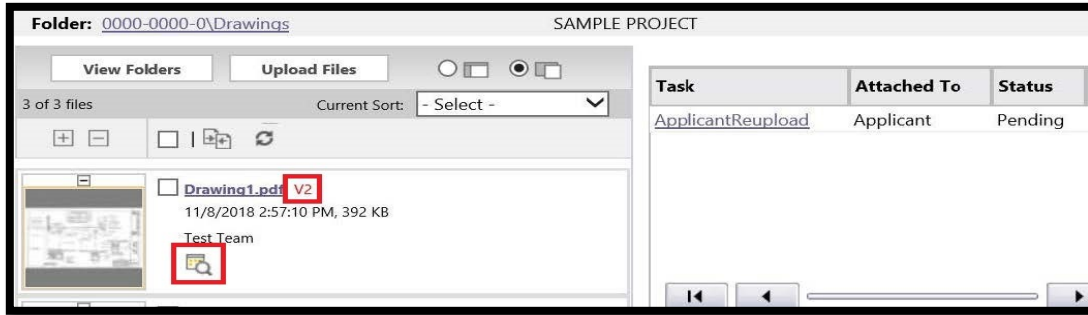 Folder: 0000-0000-0\Drawings SAMPLE PROJECT
View Folders Upload Files
3 of 3 files Current Sort: - Select -
Drawing1.pdf V2
11/8/2018 2:57:10 PM, 392 KB
Test Team
Task Attached To Status
ApplicantReupload Applicant Pending